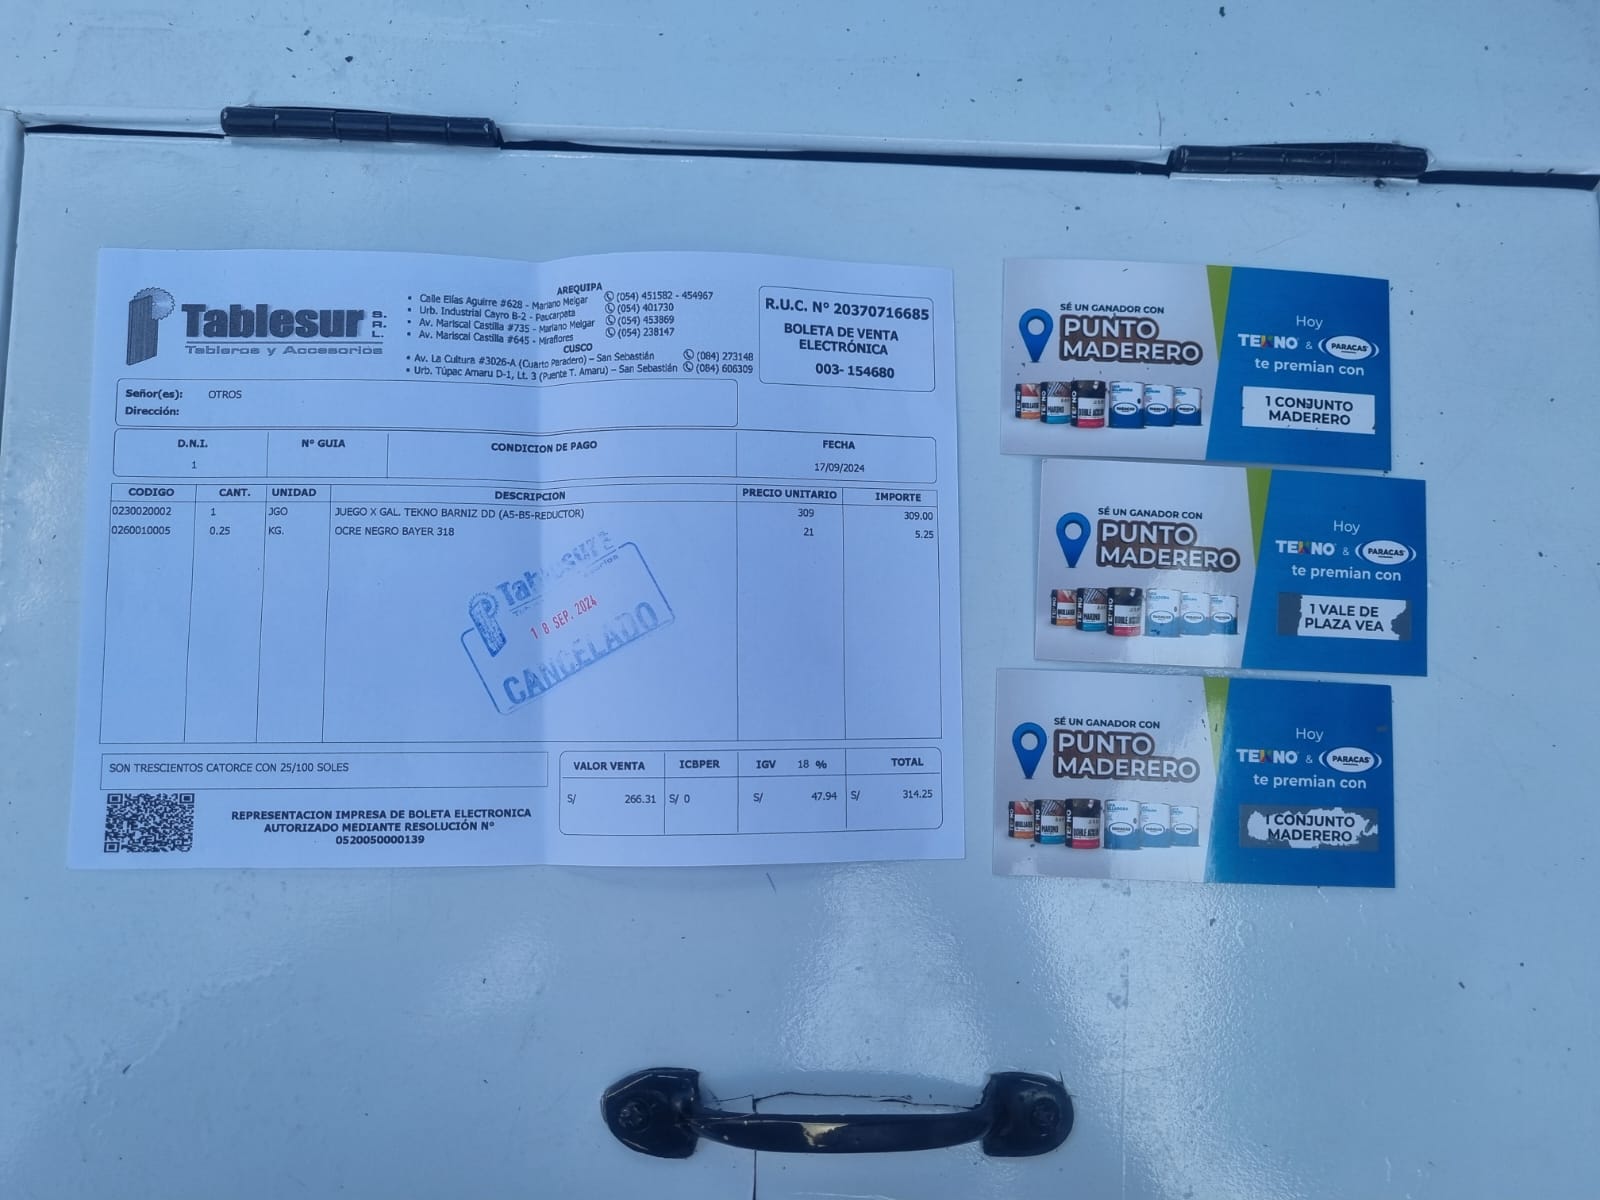 Tablesur S.R.L.
Tableros y Accesorios
AREQUIPA
• Calle Elías Aguirre #628 - Mariano Melgar (054) 451582 - 454967
• Urb. Industrial Cayro B-2 - Paucarpata (054) 401730
• Av. Mariscal Castilla #735 - Mariano Melgar (054) 453869
• Av. Mariscal Castilla #645 - Miraflores (054) 238147
CUSCO
• Av. La Cultura #3026-A (Cuarto Paradero) – San Sebastián (084) 273148
• Urb. Túpac Amaru D-1, Lt. 3 (Puente T. Amaru) – San Sebastián (084) 606309
R.U.C. Nº 20370716685
BOLETA DE VENTA
ELECTRÓNICA
003- 154680
Señor(es): OTROS
Dirección:
D.N.I. Nº GUIA CONDICION DE PAGO FECHA
1 17/09/2024
CODIGO CANT. UNIDAD DESCRIPCION PRECIO UNITARIO IMPORTE
0230020002 1 JGO JUEGO X GAL. TEKNO BARNIZ DD (A5-B5-REDUCTOR) 309 309.00
0260010005 0.25 KG. OCRE NEGRO BAYER 318 21 5.25
Tablesur
18 SEP. 2024
CANCELADO
SON TRESCIENTOS CATORCE CON 25/100 SOLES
VALOR VENTA ICBPER IGV 18 % TOTAL
S/ 266.31 S/ 0 S/ 47.94 S/ 314.25
REPRESENTACION IMPRESA DE BOLETA ELECTRONICA
AUTORIZADO MEDIANTE RESOLUCIÓN Nº
0520050000139
SÉ UN GANADOR CON
PUNTO
MADERERO
Hoy
TEKNO & PARACAS
te premian con
1 CONJUNTO
MADERERO
SÉ UN GANADOR CON
PUNTO
MADERERO
Hoy
TEKNO & PARACAS
te premian con
1 VALE DE
PLAZA VEA
SÉ UN GANADOR CON
PUNTO
MADERERO
Hoy
TEKNO & PARACAS
te premian con
1 CONJUNTO
MADERERO